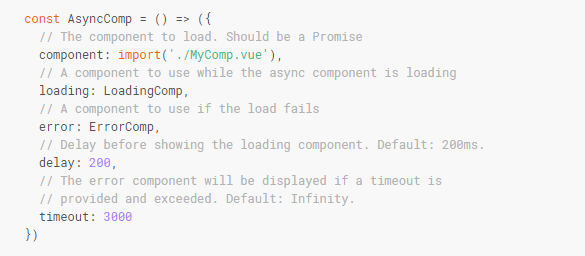 const AsyncComp = () => ({
  // The component to load. Should be a Promise
  component: import('./MyComp.vue'),
  // A component to use while the async component is loading
  loading: LoadingComp,
  // A component to use if the load fails
  error: ErrorComp,
  // Delay before showing the loading component. Default: 200ms.
  delay: 200,
  // The error component will be displayed if a timeout is
  // provided and exceeded. Default: Infinity.
  timeout: 3000
})